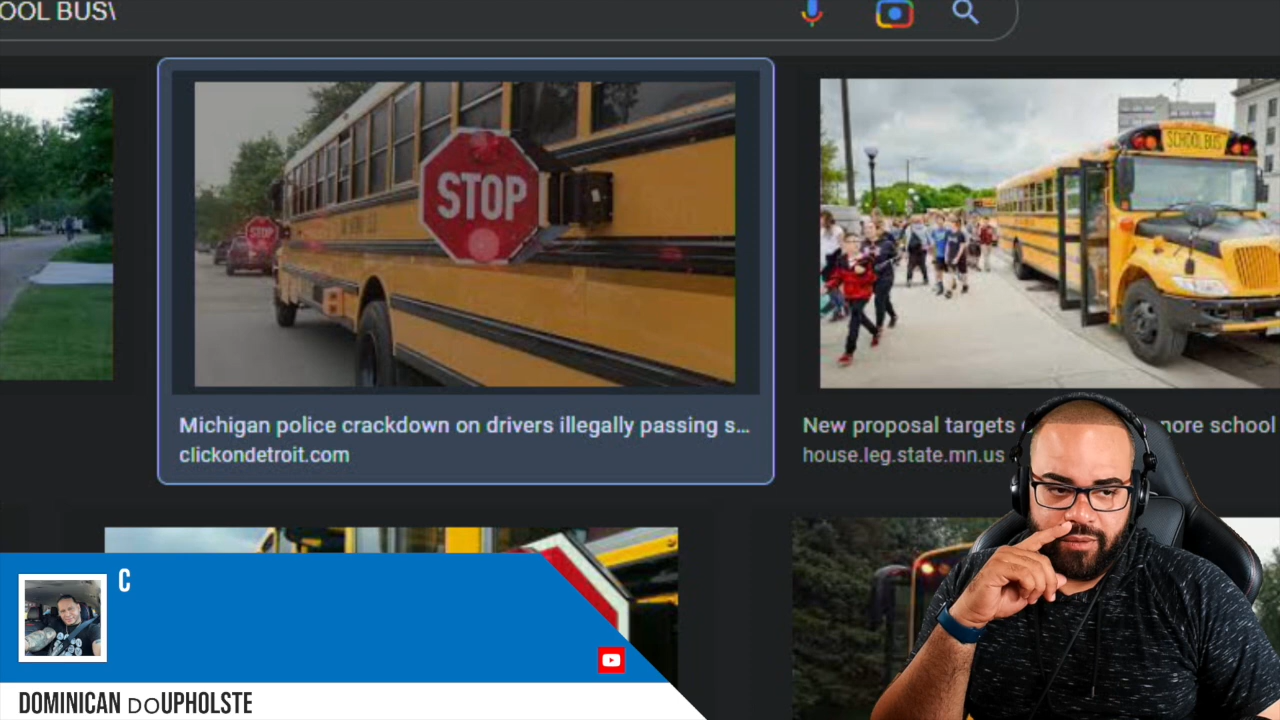 OOL BUS\
STOP
STOP
SCHOOL BUS
Michigan police crackdown on drivers illegally passing s...
clickondetroit.com
New proposal targets
more school
house.leg.state.mn.us
C
DOMINICAN DOUPHOLSTE